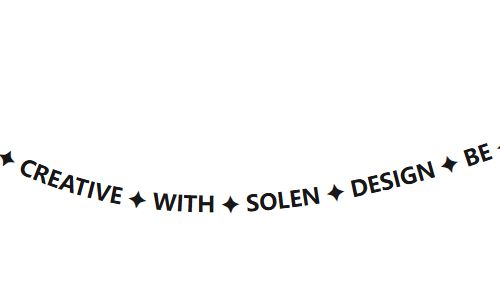 ✦ CREATIVE ✦ WITH ✦ SOLEN ✦ DESIGN ✦ BE ✦